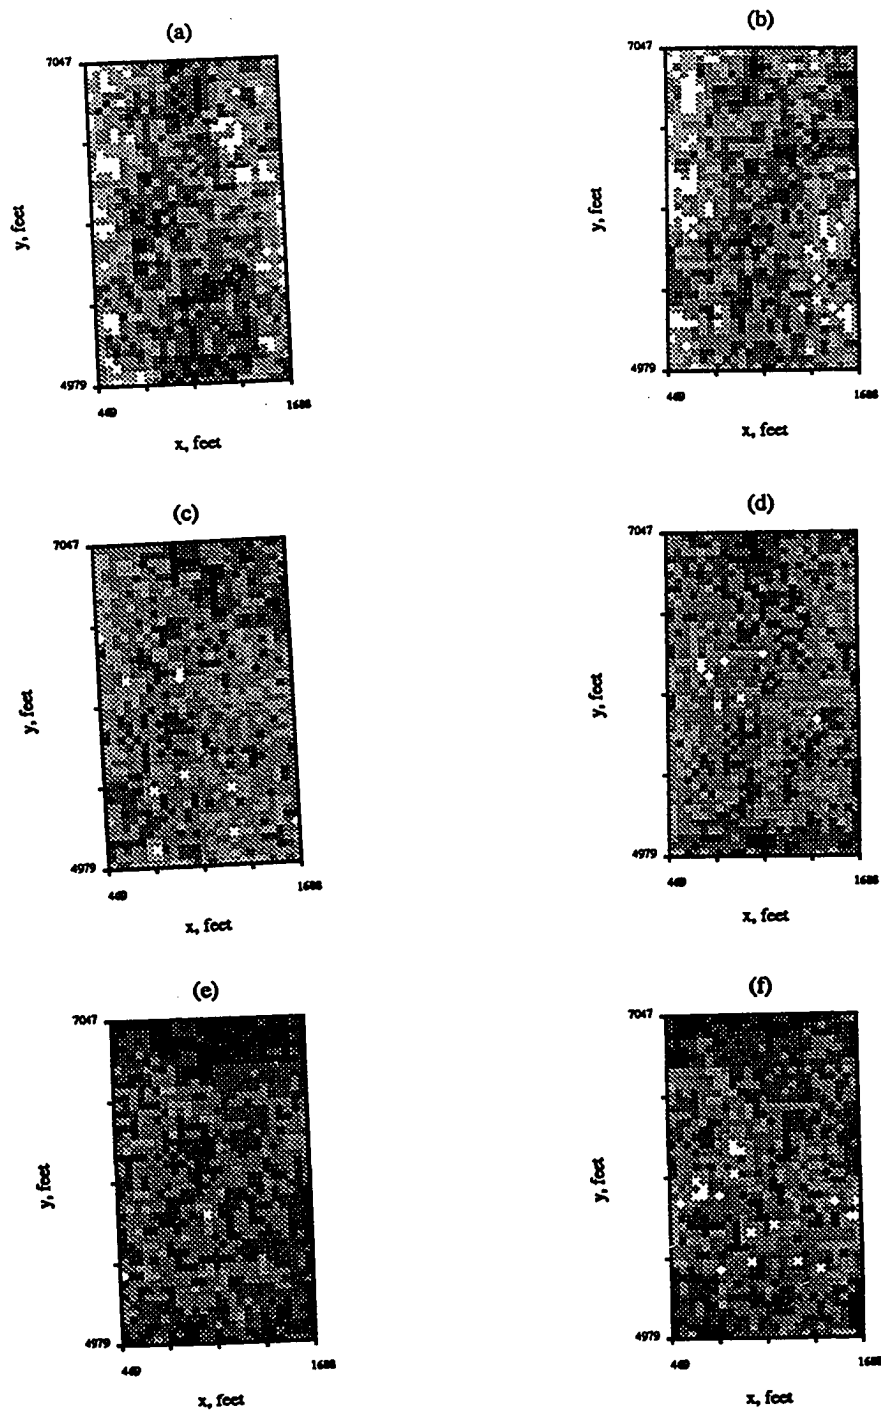 (a)
7047
y, feet
4979
449
1688
x, feet
(b)
7047
y, feet
4979
449
1688
x, feet
(c)
7047
y, feet
4979
449
1688
x, feet
(d)
7047
y, feet
4979
449
1688
x, feet
(e)
7047
y, feet
4979
449
1688
x, feet
(f)
7047
y, feet
4979
449
1688
x, feet